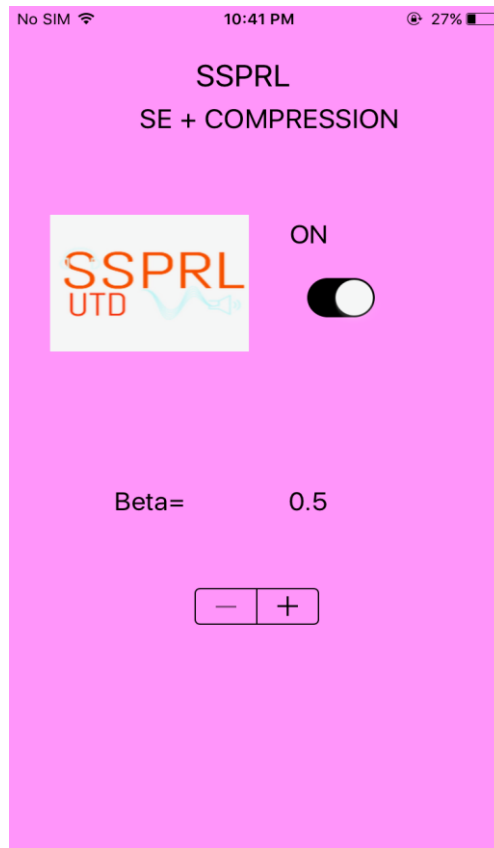 No SIM 10:41 PM 27%
SSPRL
SE + COMPRESSION
SSPRL
UTD
ON
Beta= 0.5
− +